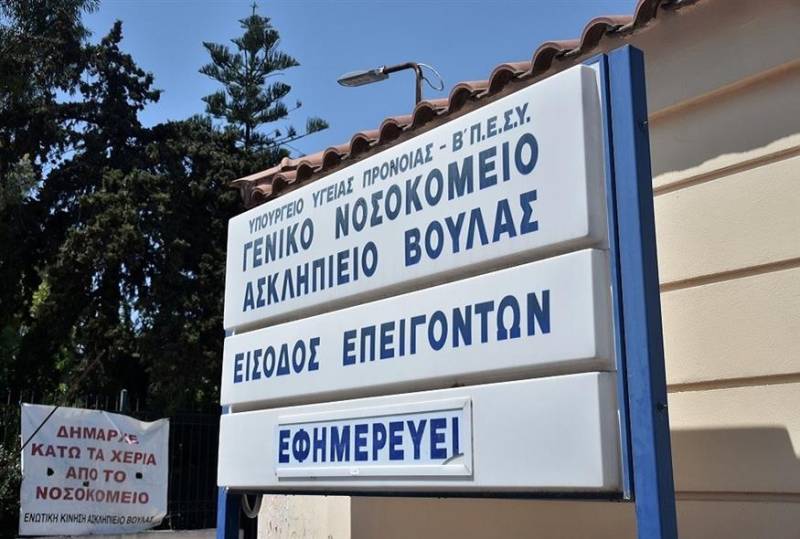 ΥΠΟΥΡΓΕΙΟ ΥΓΕΙΑΣ ΠΡΟΝΟΙΑΣ - Β΄Π.Ε.Σ.Υ.
ΓΕΝΙΚΟ ΝΟΣΟΚΟΜΕΙΟ
ΑΣΚΛΗΠΙΕΙΟ ΒΟΥΛΑΣ
ΕΙΣΟΔΟΣ ΕΠΕΙΓΟΝΤΩΝ
ΕΦΗΜΕΡΕΥΕΙ
ΔΗΜΑΡΧΕ
ΚΑΤΩ ΤΑ ΧΕΡΙΑ
ΑΠΟ ΤΟ
ΝΟΣΟΚΟΜΕΙΟ
ΕΝΩΤΙΚΗ ΚΙΝΗΣΗ ΑΣΚΛΗΠΙΕΙΟ ΒΟΥΛΑΣ